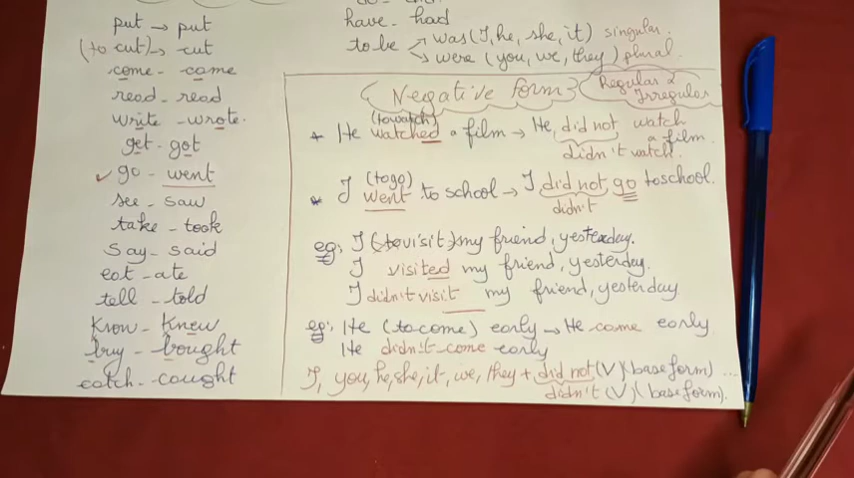 put → put
(to cut) → cut
come - came
read - read
write - wrote.
get - got
go - went
see - saw
take - took
say - said
eat - ate
tell - told
know - knew
buy - bought
catch - caught
have - had
to be → was (I, he, she, it) singular.
→ were (you, we, they) plural.
Negative form
Regular &
Irregular
(to watch)
* He watched a film → He, did not watch
a film.
didn't watch.
(to go)
* I went to school → I did not go to school.
didn't
eg: I (to visit) my friend, yesterday.
I visited my friend, yesterday.
I didn't visit my friend, yesterday
eg: He (to come) early → He came early
He didn't come early
I, you, he, she, it, we, they + did not (V)(base form) ...
didn't (V)(base form).